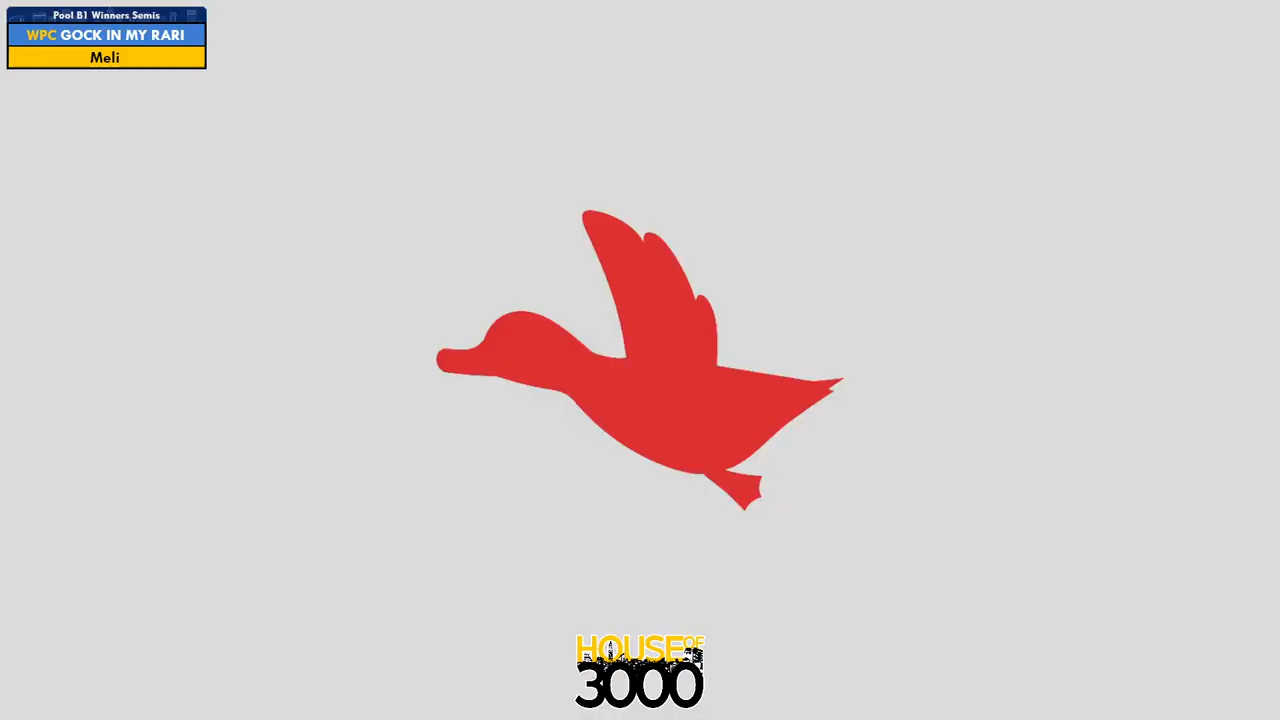 Pool B1 Winners Semis
WPC GOCK IN MY RARI
Meli
HOUSE OF
3000